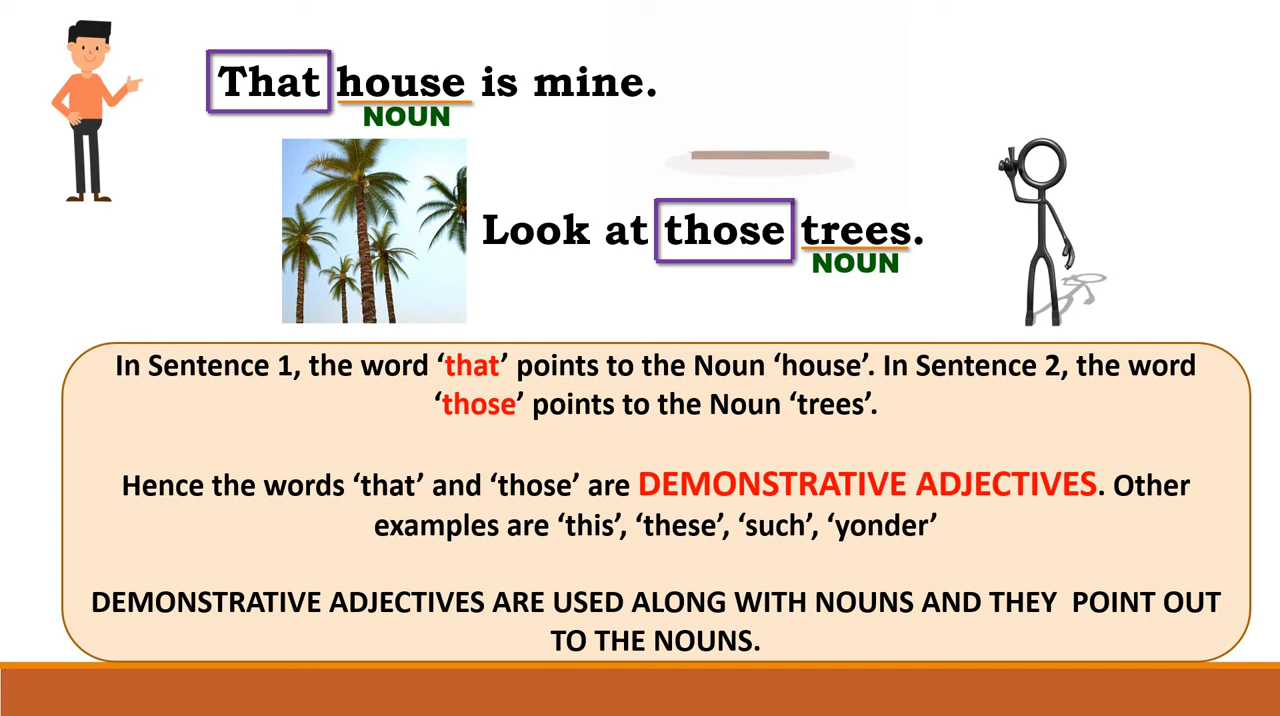 That house is mine.
NOUN
Look at those trees.
NOUN
In Sentence 1, the word ‘that’ points to the Noun ‘house’. In Sentence 2, the word
‘those’ points to the Noun ‘trees’.
Hence the words ‘that’ and ‘those’ are DEMONSTRATIVE ADJECTIVES. Other
examples are ‘this’, ‘these’, ‘such’, ‘yonder’
DEMONSTRATIVE ADJECTIVES ARE USED ALONG WITH NOUNS AND THEY POINT OUT
TO THE NOUNS.